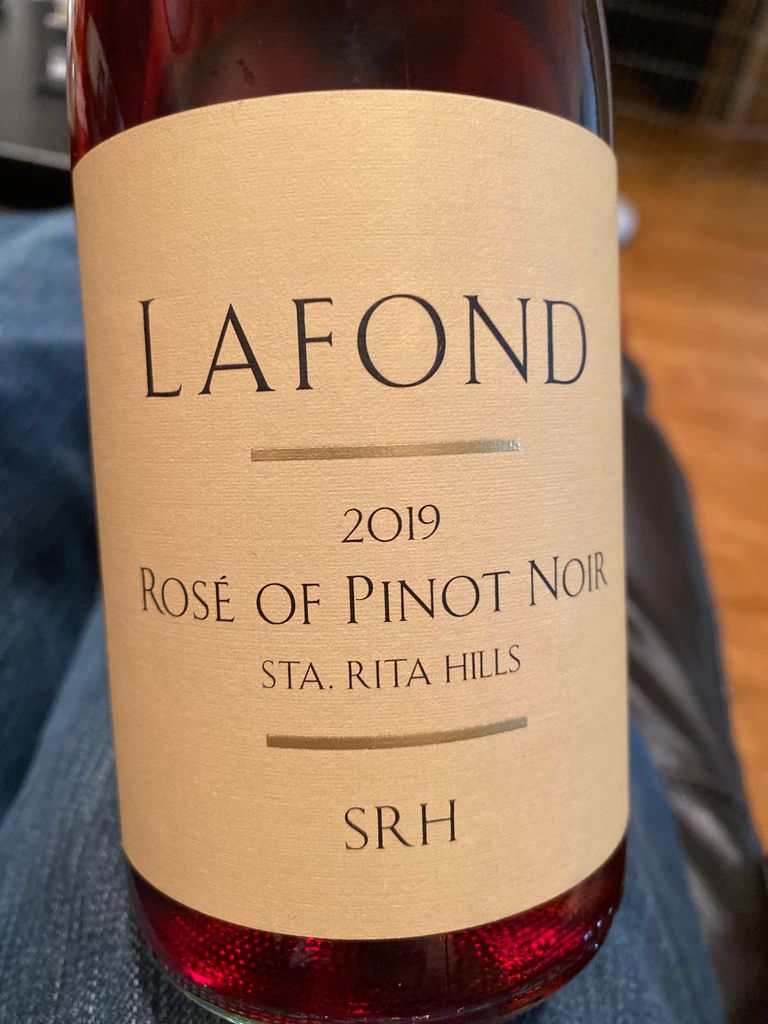 LAFOND
2019
ROSÉ OF PINOT NOIR
STA. RITA HILLS
SRH